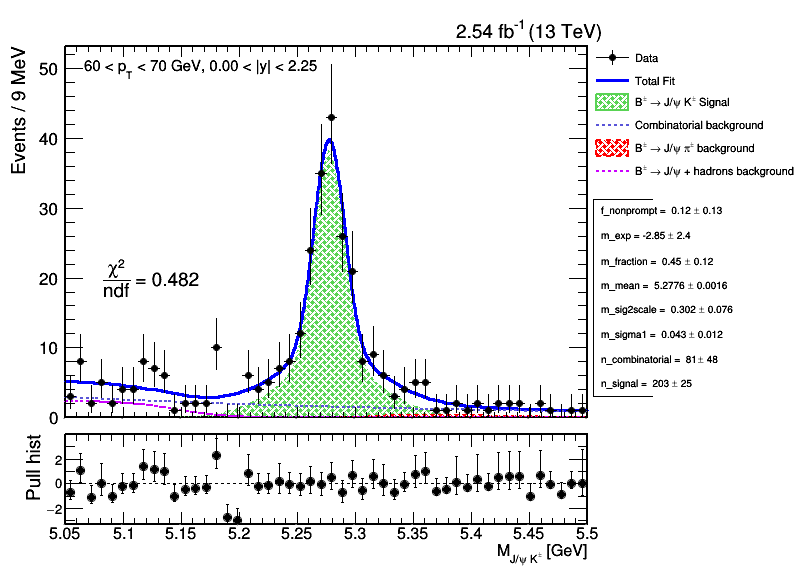 2.54 fb⁻¹ (13 TeV)
Events / 9 MeV
60 < p_T < 70 GeV, 0.00 < |y| < 2.25
50
40
30
20
10
0
χ²/ndf = 0.482
Data
Total Fit
B± → J/ψ K± Signal
Combinatorial background
B± → J/ψ π± background
B± → J/ψ + hadrons background
f_nonprompt = 0.12 ± 0.13
m_exp = -2.85 ± 2.4
m_fraction = 0.45 ± 0.12
m_mean = 5.2776 ± 0.0016
m_sig2scale = 0.302 ± 0.076
m_sigma1 = 0.043 ± 0.012
n_combinatorial = 81 ± 48
n_signal = 203 ± 25
Pull hist
2
0
−2
5.05 5.1 5.15 5.2 5.25 5.3 5.35 5.4 5.45 5.5
M_{J/ψ K±} [GeV]